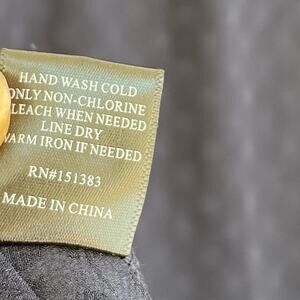 HAND WASH COLD
ONLY NON-CHLORINE
LEACH WHEN NEEDED
LINE DRY
WARM IRON IF NEEDED
RN#151383
MADE IN CHINA